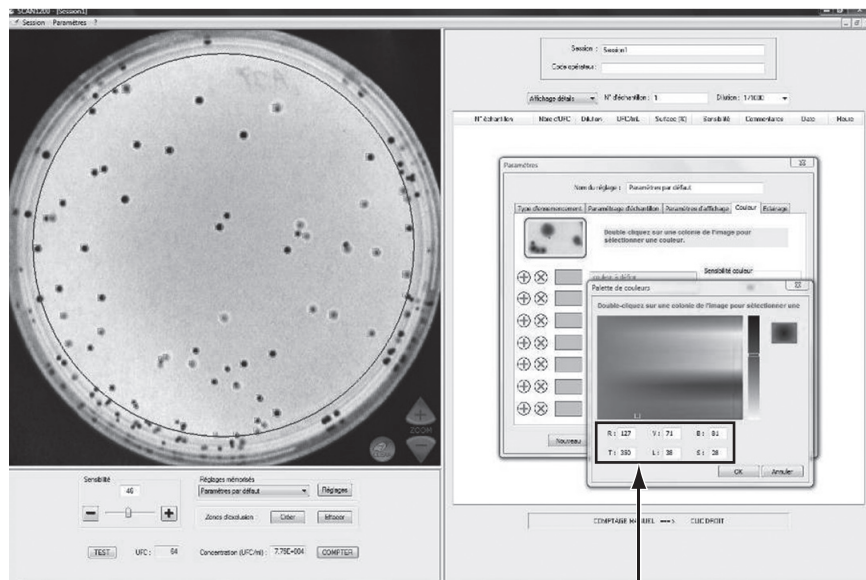 SCAN1200 - [Session1]
Session Paramètres ?
A37
ZOOM
Session : Session1
Code opérateur :
Affichage détails N° d'échantillon : 1 Dilution : 1/1000
N° échantillon Nbre d'UFC Dilution UFC/mL Surface (%) Sensibilité Commentaires Date Heure
Paramètres
Nom du réglage : Paramètres par défaut
Type d'ensemencement Paramétrage d'échantillon Paramètres d'affichage Couleur Eclairage
Double-cliquez sur une colonie de l'image pour
sélectionner une couleur.
couleur à définir Sensibilité couleur
Palette de couleurs
Double-cliquez sur une colonie de l'image pour sélectionner une
R : 127 V : 71 B : 81
T : 350 L : 38 S : 28
Nouveau
OK Annuler
Sensibilité
46
Réglages mémorisés
Paramètres par défaut Réglages
Zones d'exclusion : Créer Effacer
TEST UFC : 64 Concentration (UFC/ml) : 7.78E+004 COMPTER
COMPTAGE MANUEL ---> CLIC DROIT